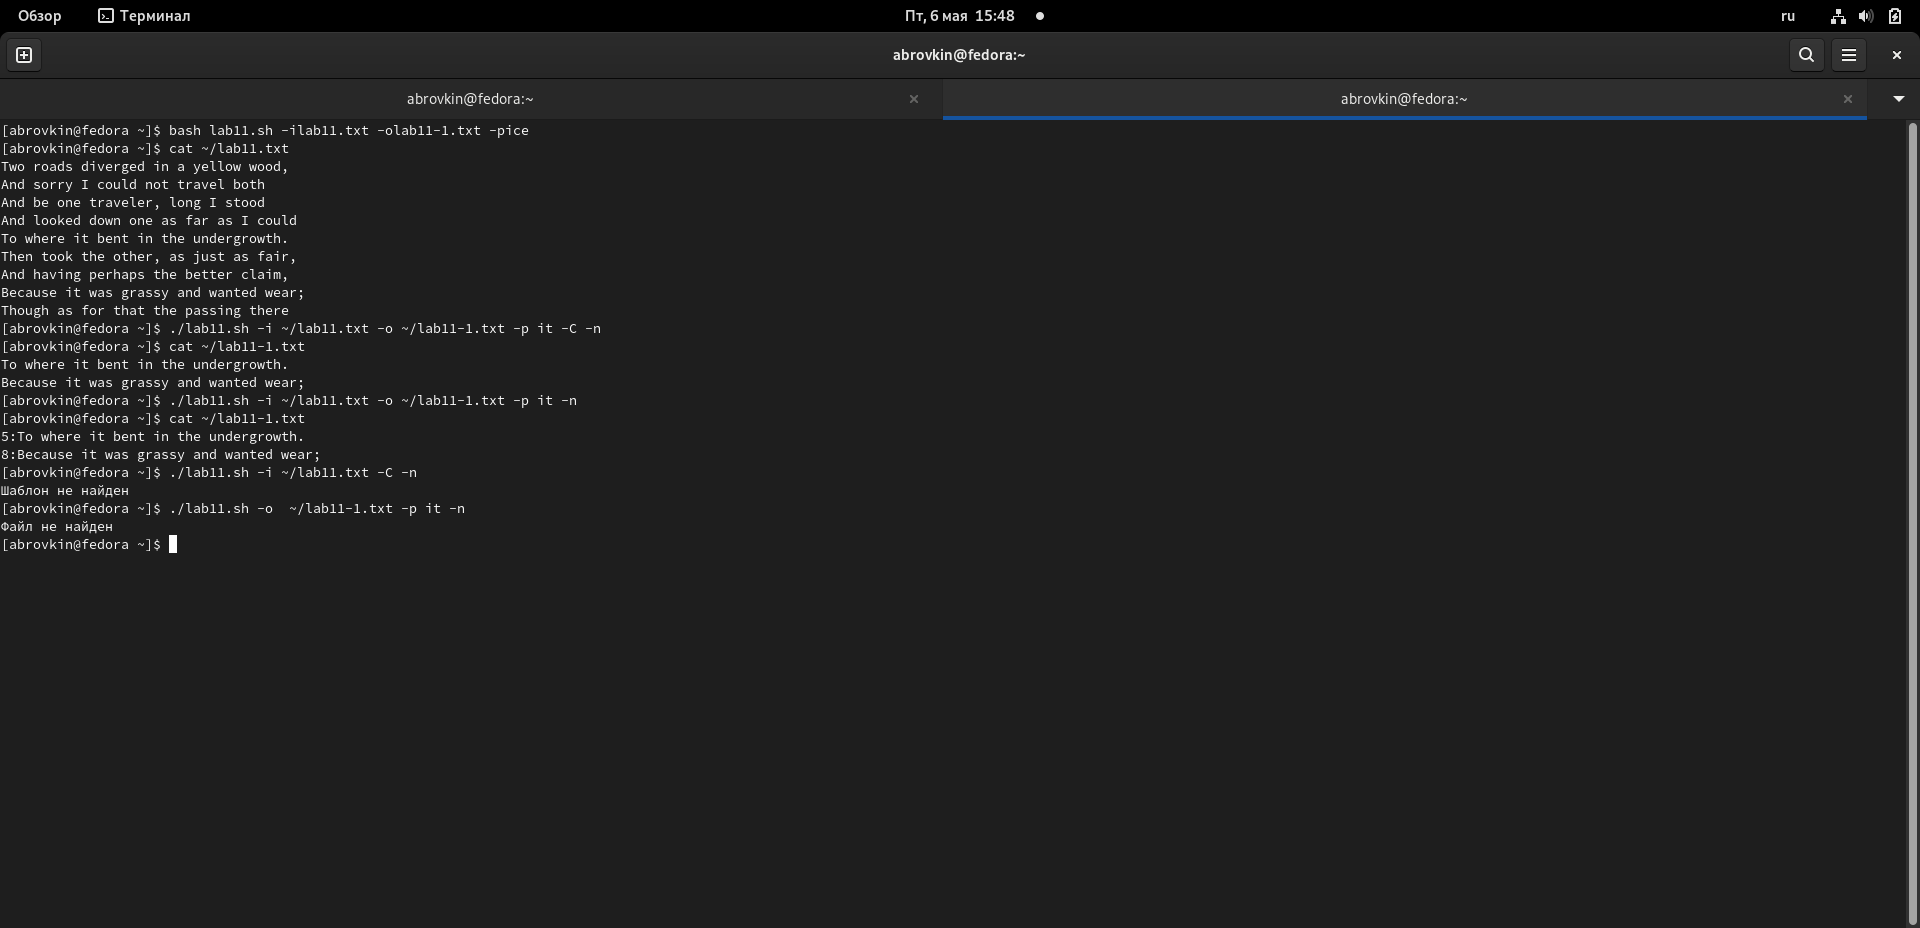 Обзор Терминал Пт, 6 мая 15:48 ru
abrovkin@fedora:~
abrovkin@fedora:~ abrovkin@fedora:~
[abrovkin@fedora ~]$ bash lab11.sh -ilab11.txt -olab11-1.txt -pice
[abrovkin@fedora ~]$ cat ~/lab11.txt
Two roads diverged in a yellow wood,
And sorry I could not travel both
And be one traveler, long I stood
And looked down one as far as I could
To where it bent in the undergrowth.
Then took the other, as just as fair,
And having perhaps the better claim,
Because it was grassy and wanted wear;
Though as for that the passing there
[abrovkin@fedora ~]$ ./lab11.sh -i ~/lab11.txt -o ~/lab11-1.txt -p it -C -n
[abrovkin@fedora ~]$ cat ~/lab11-1.txt
To where it bent in the undergrowth.
Because it was grassy and wanted wear;
[abrovkin@fedora ~]$ ./lab11.sh -i ~/lab11.txt -o ~/lab11-1.txt -p it -n
[abrovkin@fedora ~]$ cat ~/lab11-1.txt
5:To where it bent in the undergrowth.
8:Because it was grassy and wanted wear;
[abrovkin@fedora ~]$ ./lab11.sh -i ~/lab11.txt -C -n
Шаблон не найден
[abrovkin@fedora ~]$ ./lab11.sh -o  ~/lab11-1.txt -p it -n
Файл не найден
[abrovkin@fedora ~]$